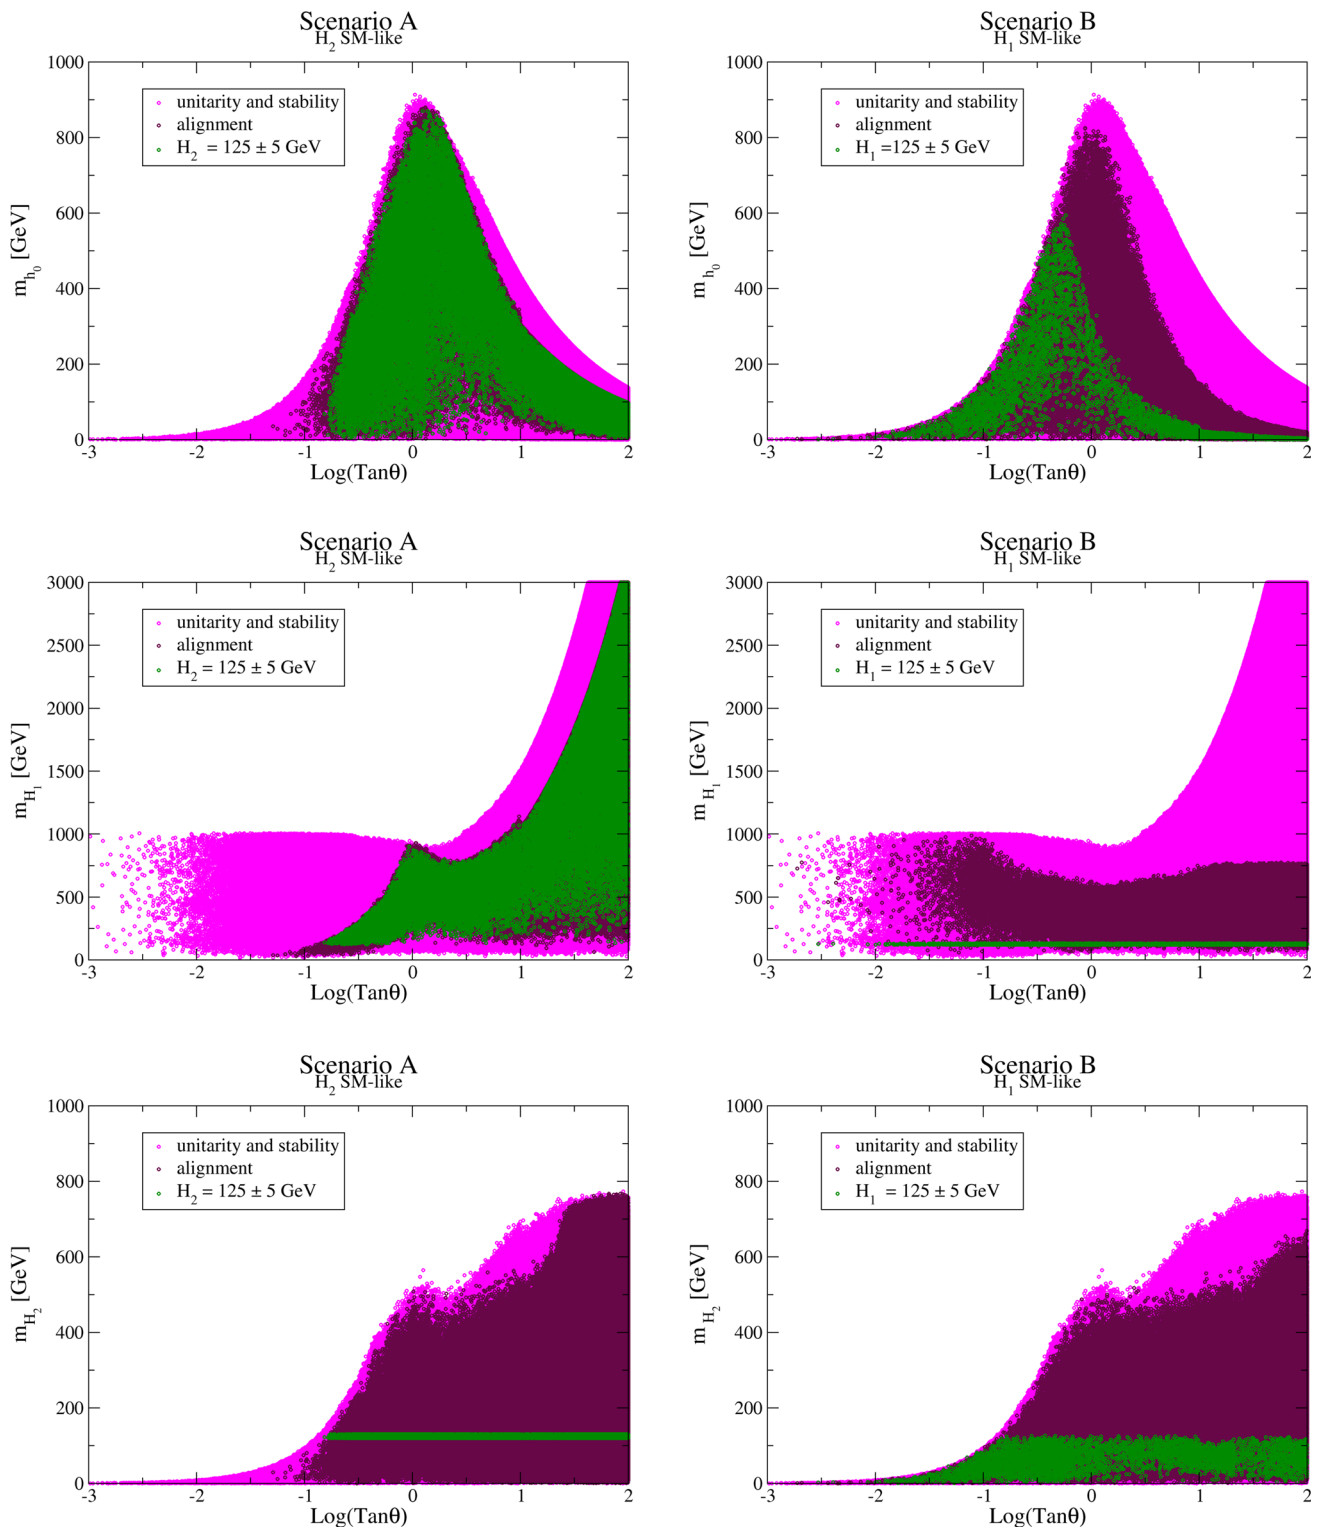 Scenario A
H2 SM-like
1000
800
600
400
200
0
m_h0 [GeV]
unitarity and stability
alignment
H2 = 125 ± 5 GeV
-3 -2 -1 0 1 2
Log(Tanθ)
Scenario B
H1 SM-like
1000
800
600
400
200
0
m_h0 [GeV]
unitarity and stability
alignment
H1 =125 ± 5 GeV
-3 -2 -1 0 1 2
Log(Tanθ)
Scenario A
H2 SM-like
3000
2500
2000
1500
1000
500
0
m_H1 [GeV]
unitarity and stability
alignment
H2 = 125 ± 5 GeV
-3 -2 -1 0 1 2
Log(Tanθ)
Scenario B
H1 SM-like
3000
2500
2000
1500
1000
500
0
m_H1 [GeV]
unitarity and stability
alignment
H1 = 125 ± 5 GeV
-3 -2 -1 0 1 2
Log(Tanθ)
Scenario A
H2 SM-like
1000
800
600
400
200
0
m_H2 [GeV]
unitarity and stability
alignment
H2 = 125 ± 5 GeV
-3 -2 -1 0 1 2
Log(Tanθ)
Scenario B
H1 SM-like
1000
800
600
400
200
0
m_H2 [GeV]
unitarity and stability
alignment
H1 = 125 ± 5 GeV
-3 -2 -1 0 1 2
Log(Tanθ)